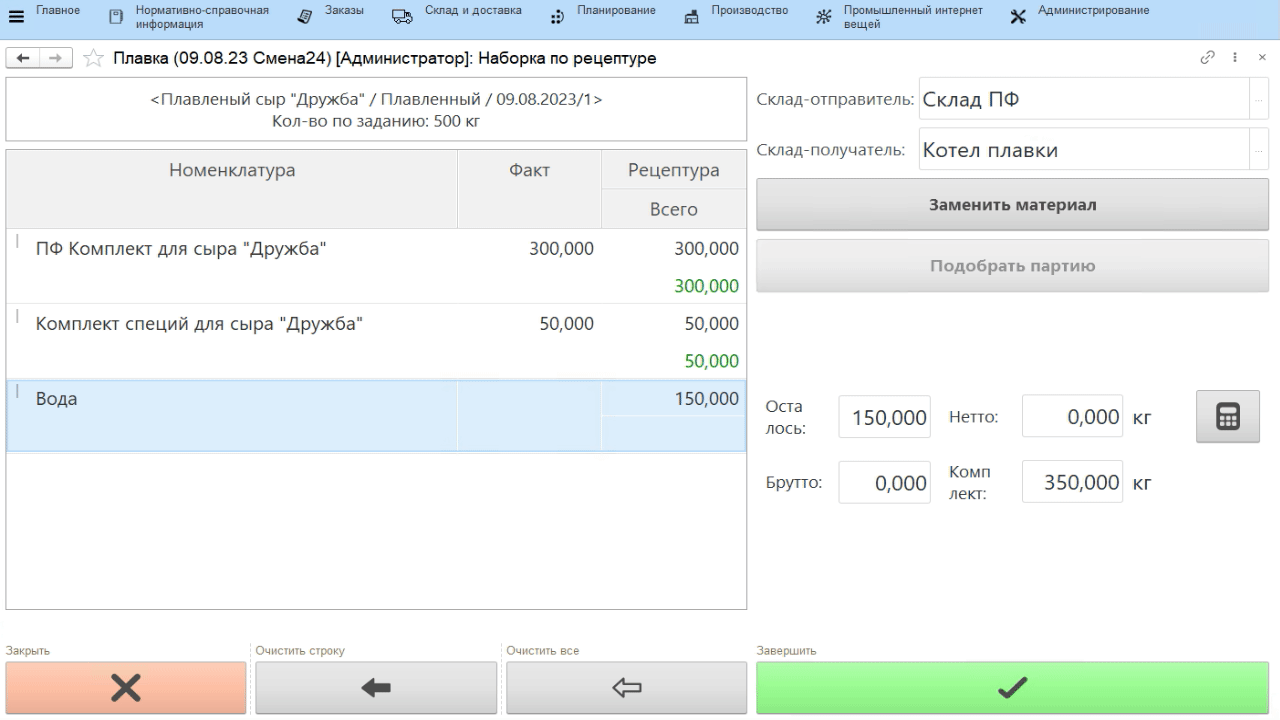 Главное
Нормативно-справочная
информация
Заказы
Склад и доставка
Планирование
Производство
Промышленный интернет
вещей
Администрирование
Плавка (09.08.23 Смена24) [Администратор]: Наборка по рецептуре
<Плавленый сыр "Дружба" / Плавленный / 09.08.2023/1>
Кол-во по заданию: 500 кг
Склад-отправитель: Склад ПФ ...
Склад-получатель: Котел плавки ...
Номенклатура Факт Рецептура
Всего
ПФ Комплект для сыра "Дружба" 300,000 300,000
300,000
Комплект специй для сыра "Дружба" 50,000 50,000
50,000
Вода 150,000
Заменить материал
Подобрать партию
Оста
лось: 150,000 Нетто: 0,000 кг
Брутто: 0,000 Комп
лект: 350,000 кг
Закрыть
Очистить строку
Очистить все
Завершить